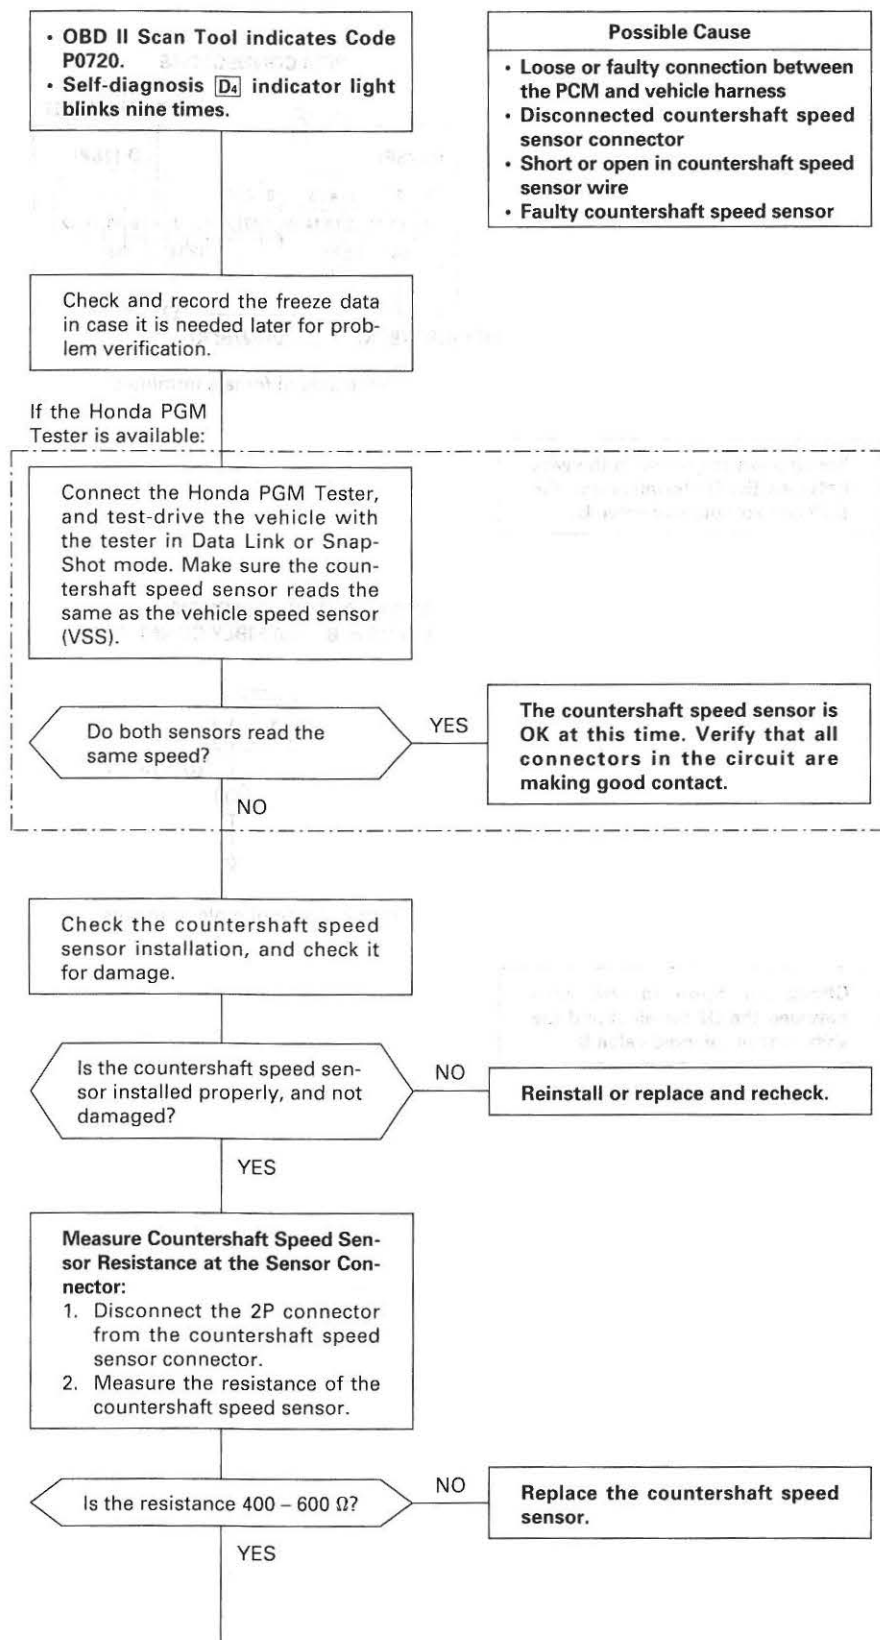 • OBD II Scan Tool indicates Code
P0720.
• Self-diagnosis D4 indicator light
blinks nine times.
Possible Cause
• Loose or faulty connection between
the PCM and vehicle harness
• Disconnected countershaft speed
sensor connector
• Short or open in countershaft speed
sensor wire
• Faulty countershaft speed sensor
Check and record the freeze data
in case it is needed later for prob-
lem verification.
If the Honda PGM
Tester is available:
Connect the Honda PGM Tester,
and test-drive the vehicle with
the tester in Data Link or Snap-
Shot mode. Make sure the coun-
tershaft speed sensor reads the
same as the vehicle speed sensor
(VSS).
Do both sensors read the
same speed?
YES
The countershaft speed sensor is
OK at this time. Verify that all
connectors in the circuit are
making good contact.
NO
Check the countershaft speed
sensor installation, and check it
for damage.
Is the countershaft speed sen-
sor installed properly, and not
damaged?
NO
Reinstall or replace and recheck.
YES
Measure Countershaft Speed Sen-
sor Resistance at the Sensor Con-
nector:
1. Disconnect the 2P connector
from the countershaft speed
sensor connector.
2. Measure the resistance of the
countershaft speed sensor.
Is the resistance 400 – 600 Ω?
NO
Replace the countershaft speed
sensor.
YES